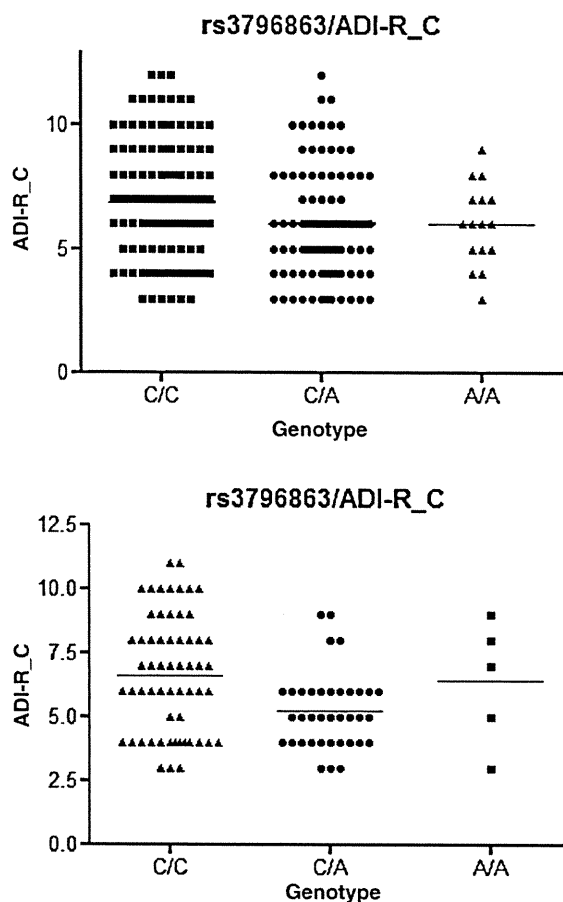 rs3796863/ADI-R_C
10
5
0
ADI-R_C
C/C C/A A/A
Genotype
rs3796863/ADI-R_C
12.5
10.0
7.5
5.0
2.5
0.0
ADI-R_C
C/C C/A A/A
Genotype